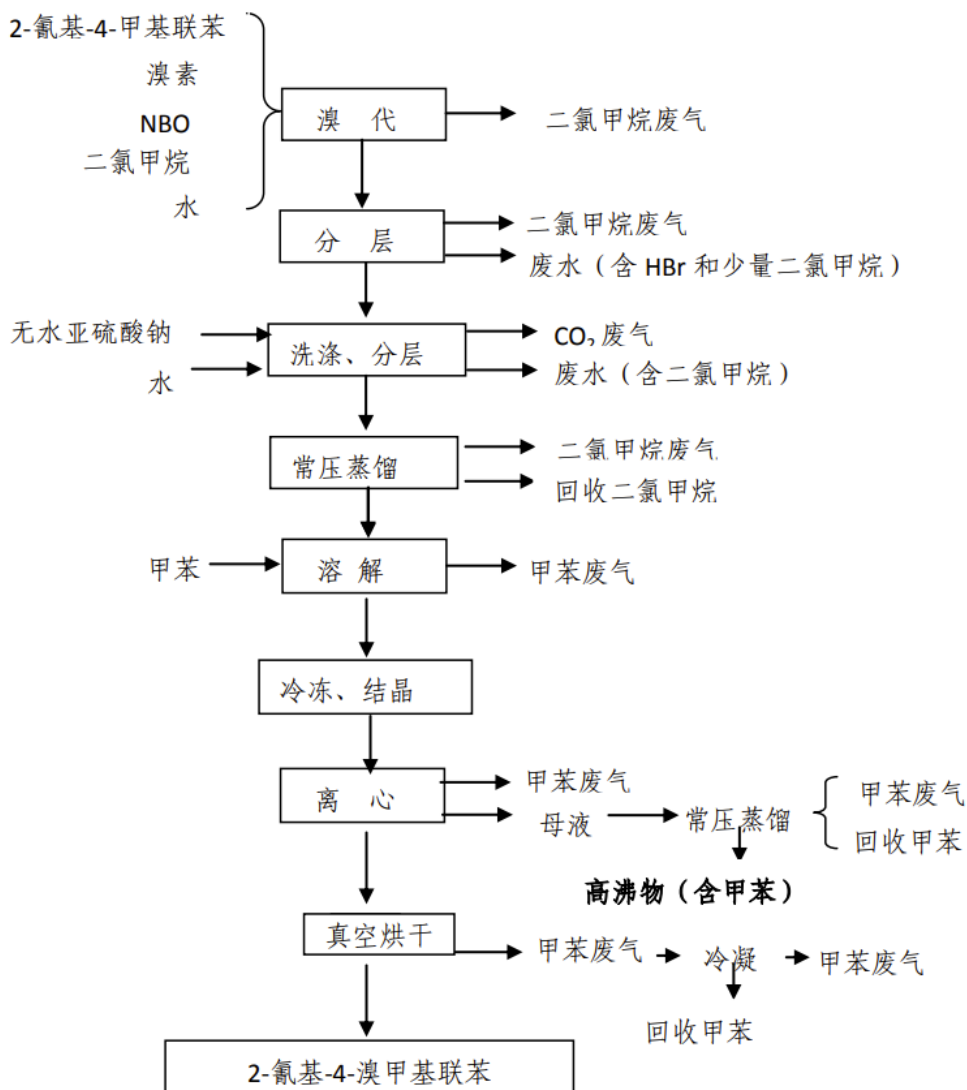 2-氰基-4-甲基联苯
溴素
NBO
二氯甲烷
水
溴 代
二氯甲烷废气
分 层
二氯甲烷废气
废水（含 HBr 和少量二氯甲烷）
无水亚硫酸钠
水
洗涤、分层
CO₂废气
废水（含二氯甲烷）
常压蒸馏
二氯甲烷废气
回收二氯甲烷
甲苯
溶 解
甲苯废气
冷冻、结晶
离 心
甲苯废气
母液
常压蒸馏
甲苯废气
回收甲苯
高沸物（含甲苯）
真空烘干
甲苯废气
冷凝
甲苯废气
回收甲苯
2-氰基-4-溴甲基联苯